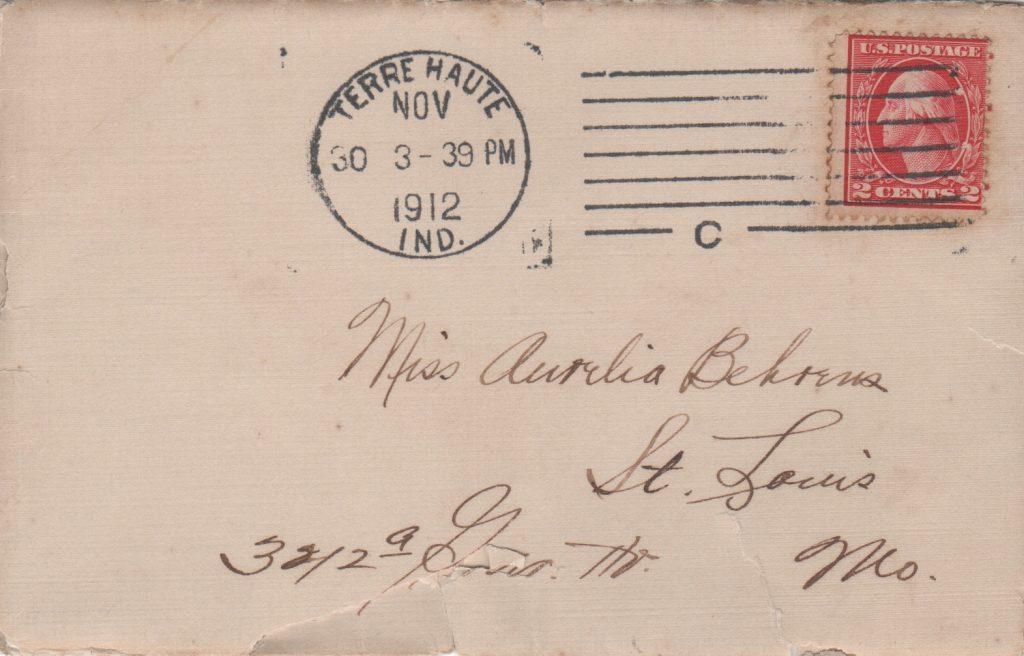 TERRE HAUTE
NOV
30 3-39 PM
1912
IND.
C
U.S. POSTAGE
2 CENTS 2
Miss Aurelia Behrens
St. Louis
Mo.